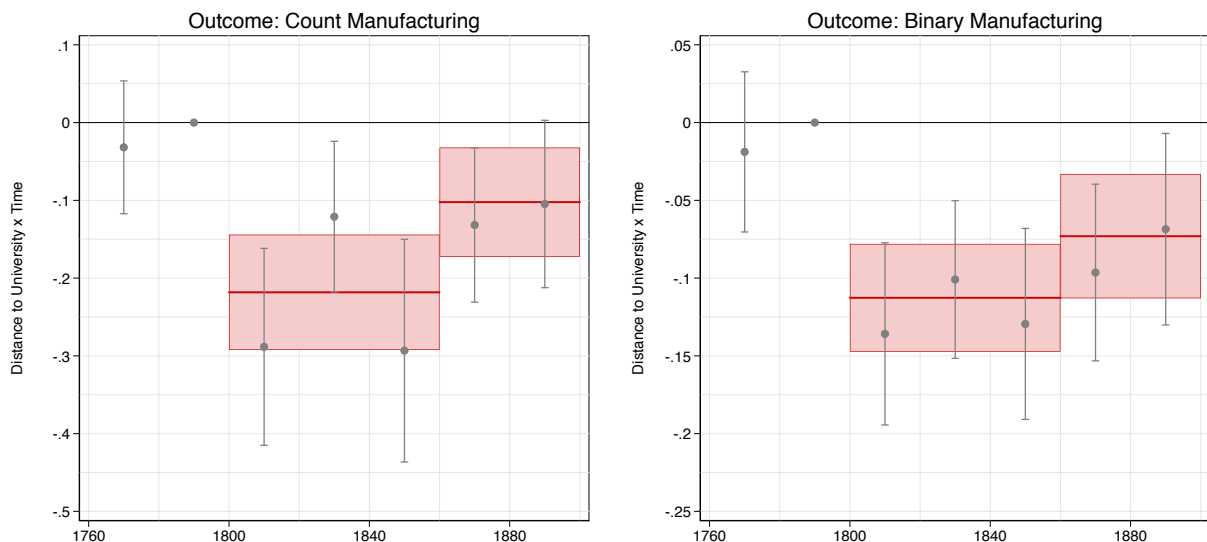 Outcome: Count Manufacturing
.1
0
-.1
-.2
-.3
-.4
-.5
Distance to University x Time
1760 1800 1840 1880
Outcome: Binary Manufacturing
.05
0
-.05
-.1
-.15
-.2
-.25
Distance to University x Time
1760 1800 1840 1880